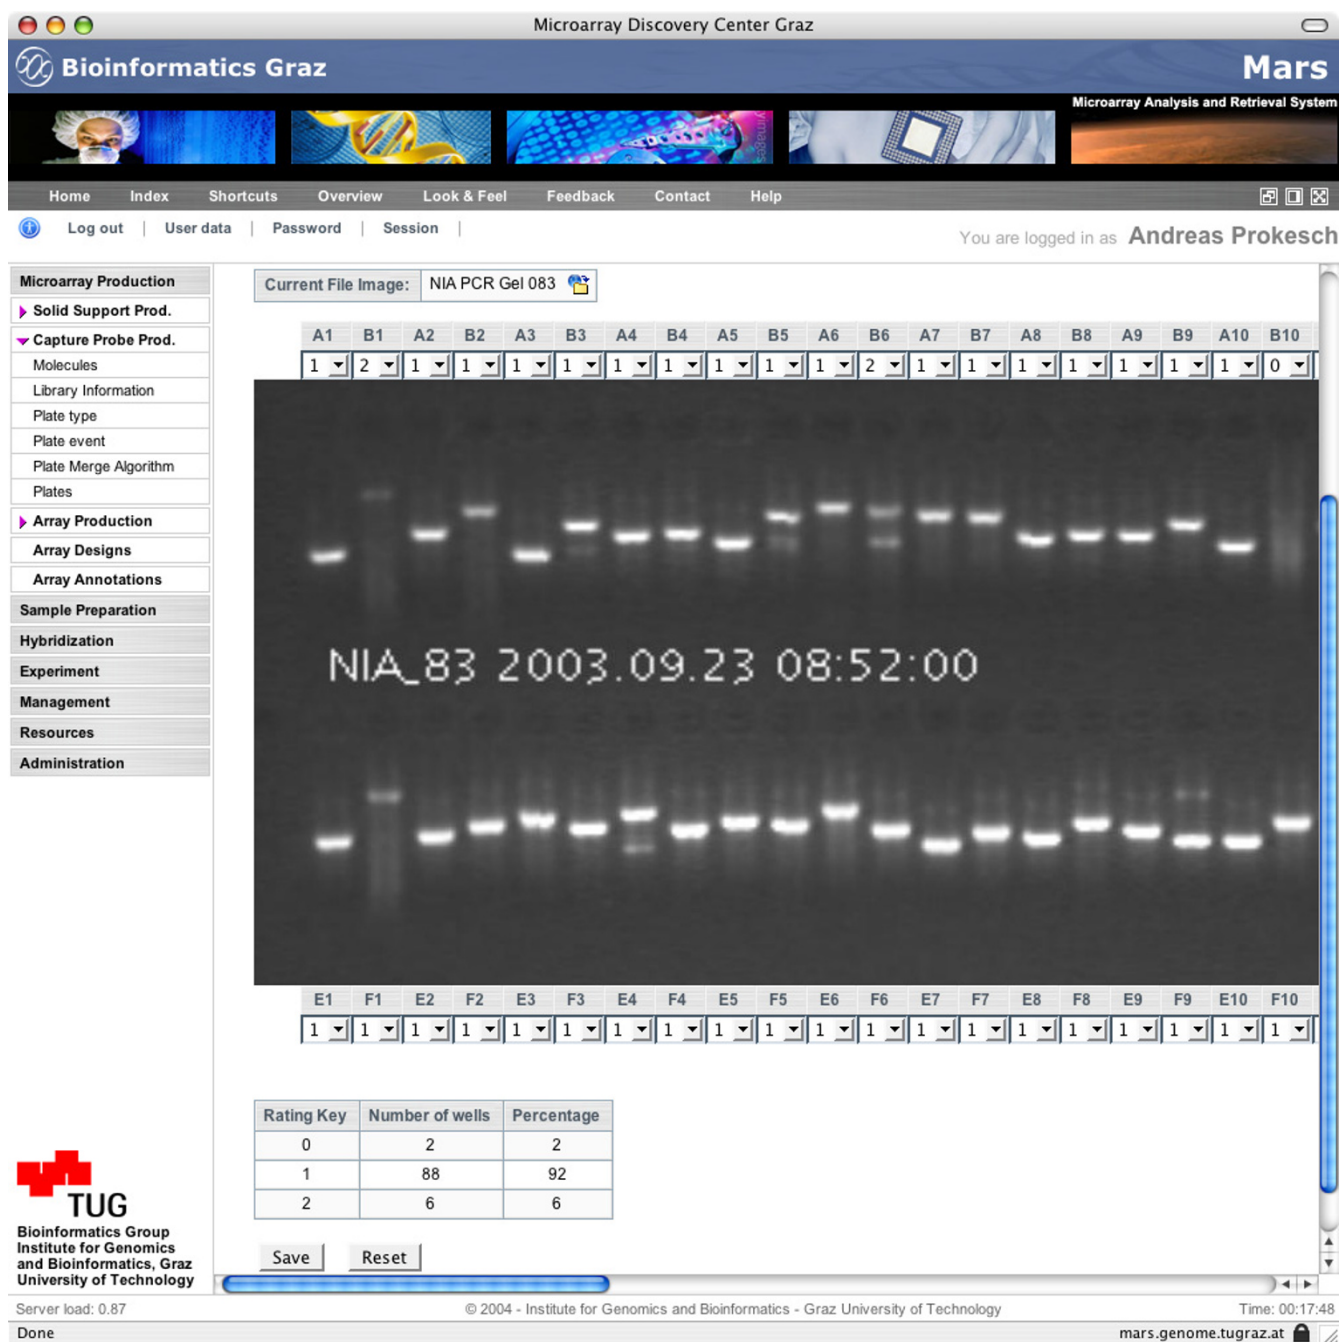 Microarray Discovery Center Graz
Bioinformatics Graz
Mars
Microarray Analysis and Retrieval System
Home Index Shortcuts Overview Look & Feel Feedback Contact Help
Log out | User data | Password | Session |
You are logged in as Andreas Prokesch
Microarray Production
Solid Support Prod.
Capture Probe Prod.
Molecules
Library Information
Plate type
Plate event
Plate Merge Algorithm
Plates
Array Production
Array Designs
Array Annotations
Sample Preparation
Hybridization
Experiment
Management
Resources
Administration
Current File Image: NIA PCR Gel 083
A1 B1 A2 B2 A3 B3 A4 B4 A5 B5 A6 B6 A7 B7 A8 B8 A9 B9 A10 B10
1 2 1 1 1 1 1 1 1 1 1 2 1 1 1 1 1 1 1 0
NIA_83 2003.09.23 08:52:00
E1 F1 E2 F2 E3 F3 E4 F4 E5 F5 E6 F6 E7 F7 E8 F8 E9 F9 E10 F10
1 1 1 1 1 1 1 1 1 1 1 1 1 1 1 1 1 1 1 1
Rating Key Number of wells Percentage
0 2 2
1 88 92
2 6 6
Save Reset
TUG
Bioinformatics Group
Institute for Genomics
and Bioinformatics, Graz
University of Technology
Server load: 0.87
© 2004 - Institute for Genomics and Bioinformatics - Graz University of Technology
Time: 00:17:48
Done
mars.genome.tugraz.at